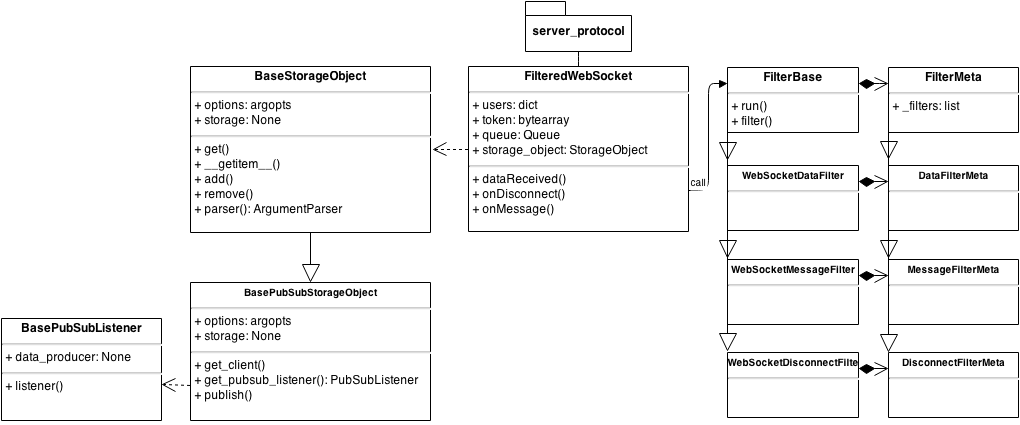 server_protocol
BaseStorageObject
+ options: argopts
+ storage: None
+ get()
+ __getitem__()
+ add()
+ remove()
+ parser(): ArgumentParser
FilteredWebSocket
+ users: dict
+ token: bytearray
+ queue: Queue
+ storage_object: StorageObject
+ dataReceived()
+ onDisconnect()
+ onMessage()
call
FilterBase
+ run()
+ filter()
FilterMeta
+ _filters: list
WebSocketDataFilter
DataFilterMeta
WebSocketMessageFilter
MessageFilterMeta
WebSocketDisconnectFilte
DisconnectFilterMeta
BasePubSubStorageObject
+ options: argopts
+ storage: None
+ get_client()
+ get_pubsub_listener(): PubSubListener
+ publish()
BasePubSubListener
+ data_producer: None
+ listener()